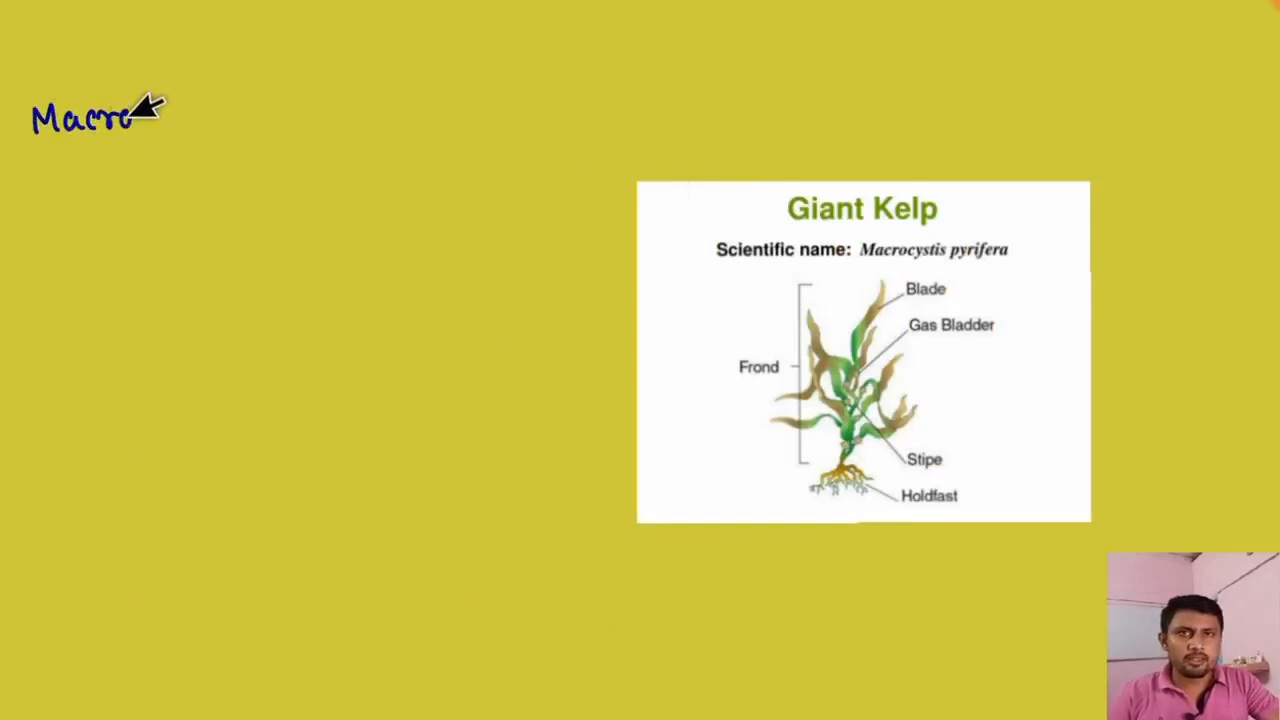 Macro
Giant Kelp
Scientific name: Macrocystis pyrifera
Blade
Gas Bladder
Frond
Stipe
Holdfast